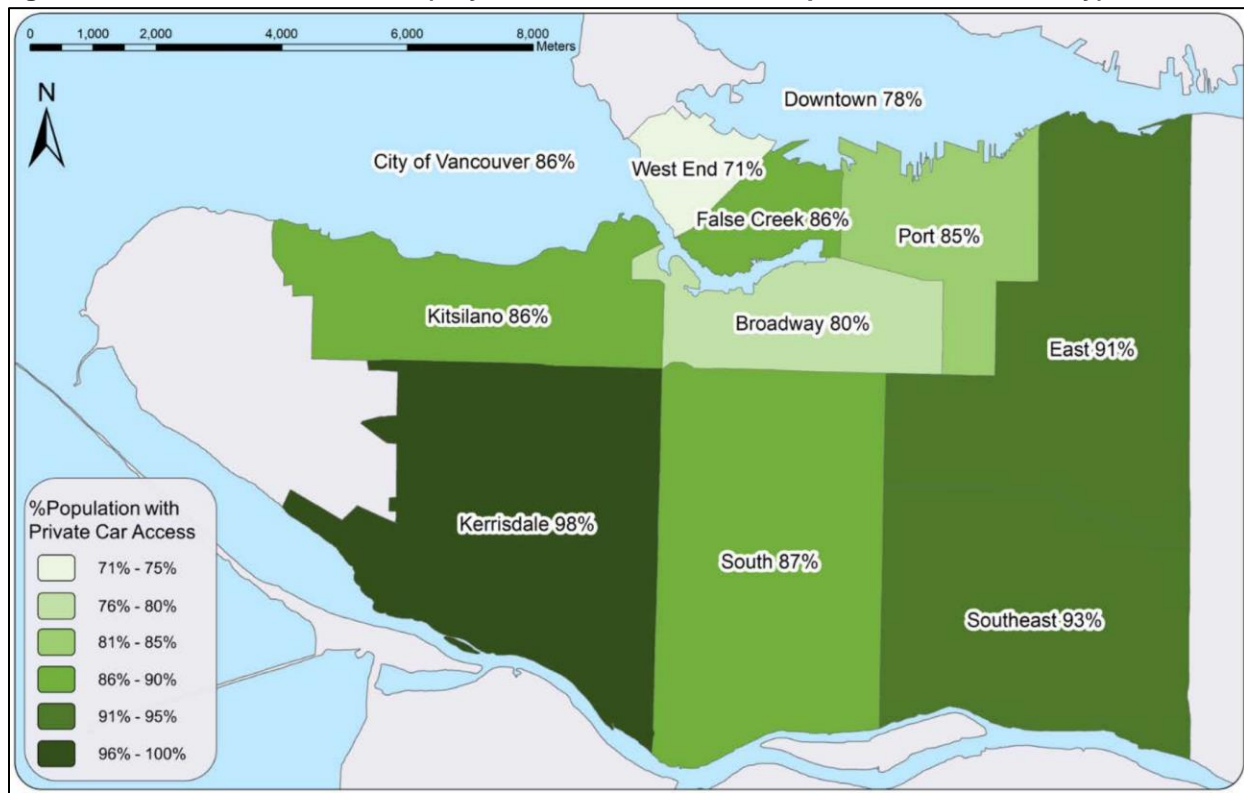 0 1,000 2,000 4,000 6,000 8,000
Meters
N
Downtown 78%
City of Vancouver 86%
West End 71%
False Creek 86%
Port 85%
Kitsilano 86%
Broadway 80%
East 91%
Kerrisdale 98%
South 87%
Southeast 93%
%Population with
Private Car Access
71% - 75%
76% - 80%
81% - 85%
86% - 90%
91% - 95%
96% - 100%